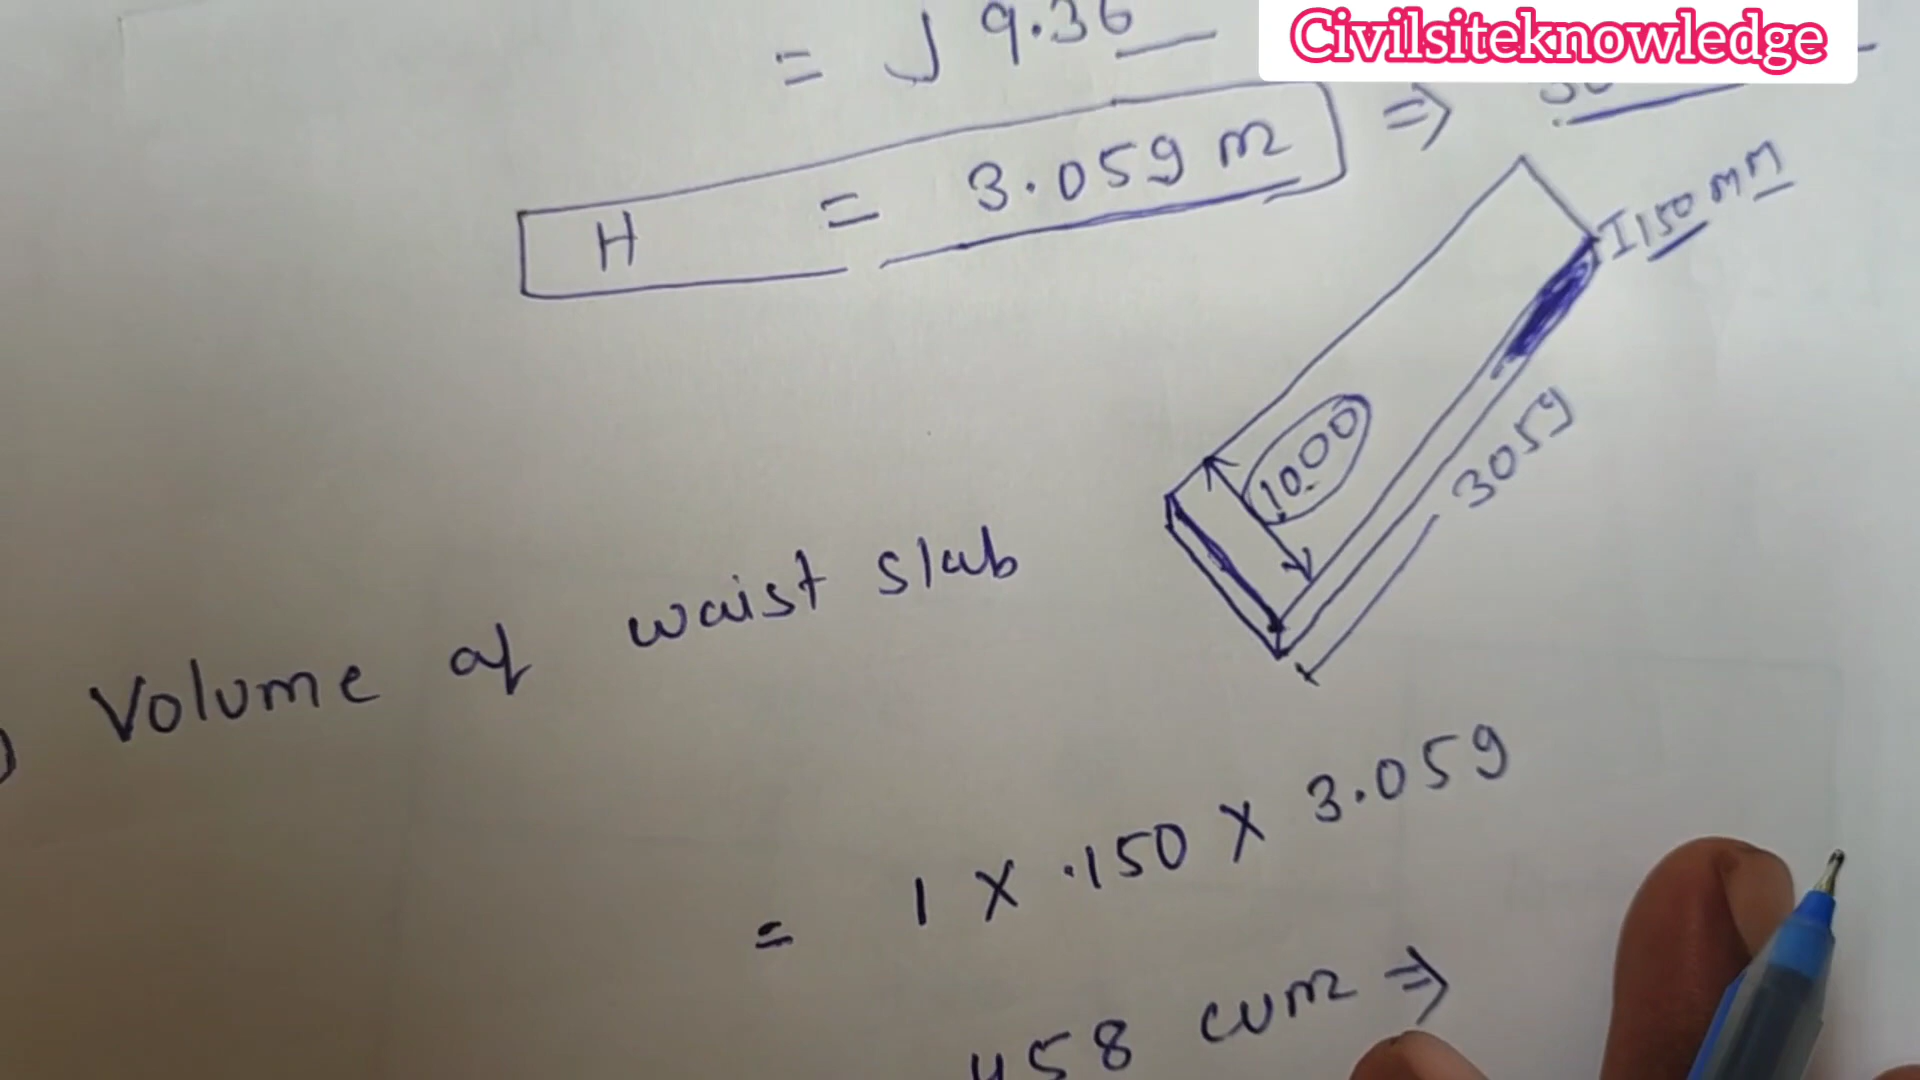 Civilsiteknowledge
= √ 9.36
H = 3.059 m ⇒
150 mm
1000
3059
Volume of waist slab
= 1 X .150 X 3.059
458 cum ⇒